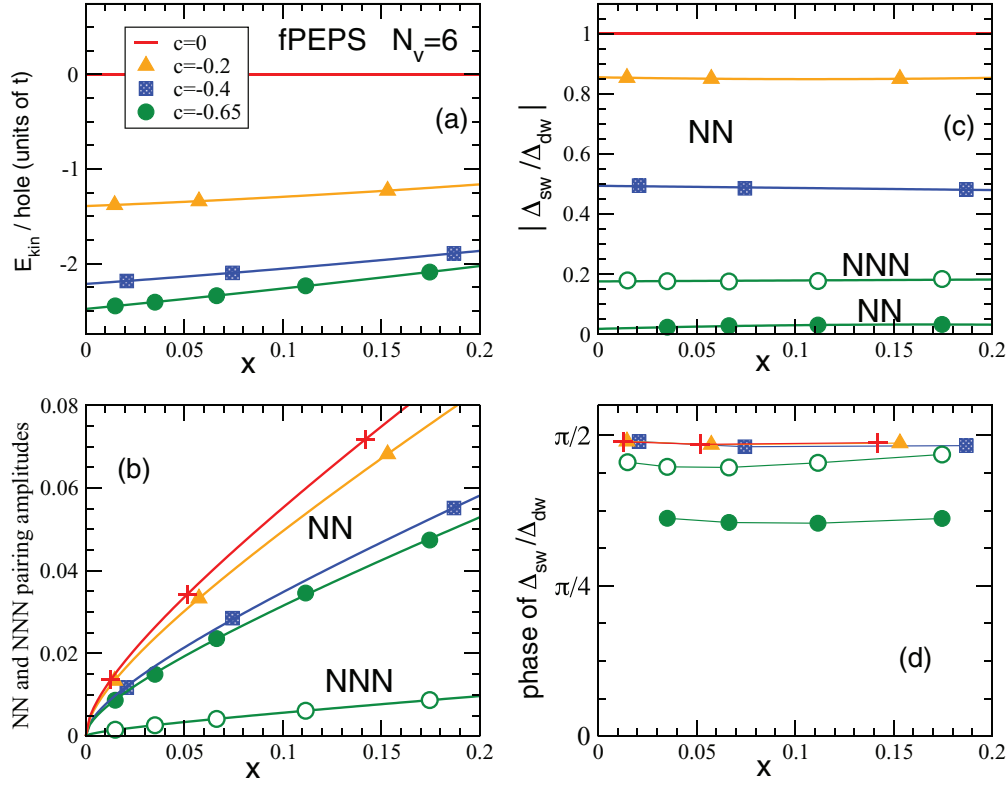 fPEPS N_v=6
c=0
c=-0.2
c=-0.4
c=-0.65
(a)
E_kin / hole (units of t)
0
-1
-2
0 0.05 0.1 0.15 0.2
x
(c)
NN
NNN
NN
| Δ_sw /Δ_dw |
1
0.8
0.6
0.4
0.2
0
0 0.05 0.1 0.15 0.2
x
(b)
NN
NNN
NN and NNN pairing amplitudes
0.08
0.06
0.04
0.02
0
0 0.05 0.1 0.15 0.2
x
(d)
phase of Δ_sw/Δ_dw
π/2
π/4
0
0 0.05 0.1 0.15 0.2
x